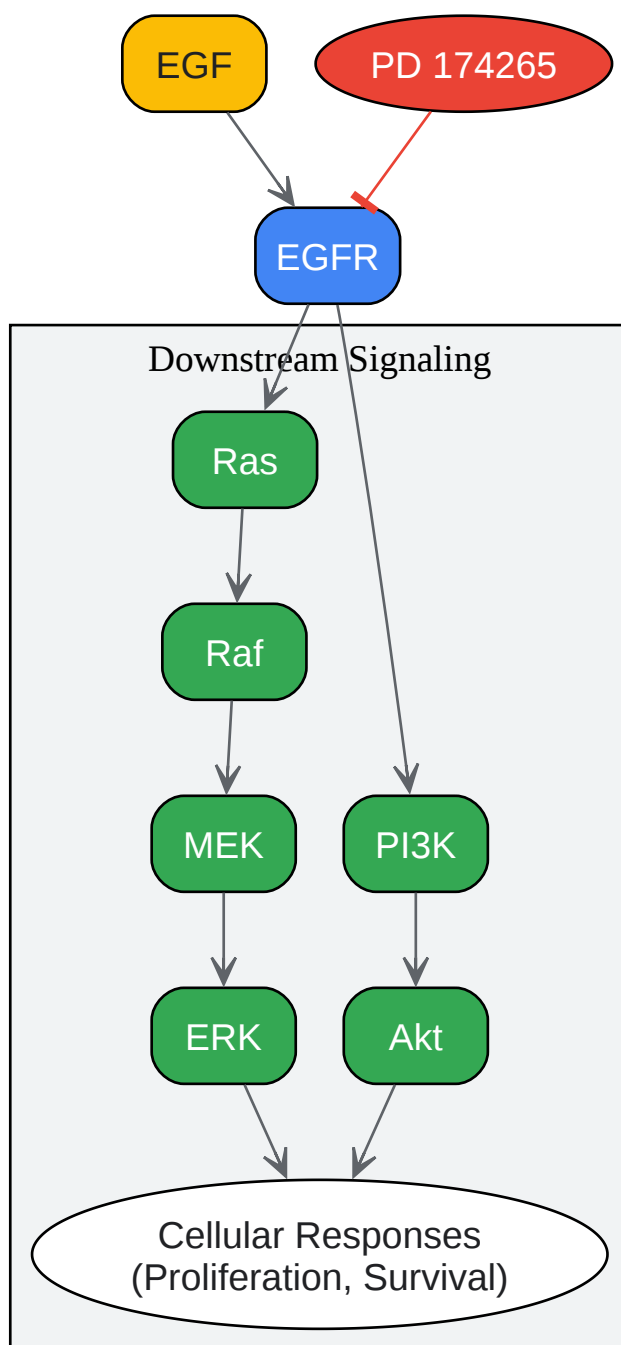 EGF
PD 174265
EGFR
Downstream Signaling
Ras
Raf
MEK
PI3K
ERK
Akt
Cellular Responses
(Proliferation, Survival)